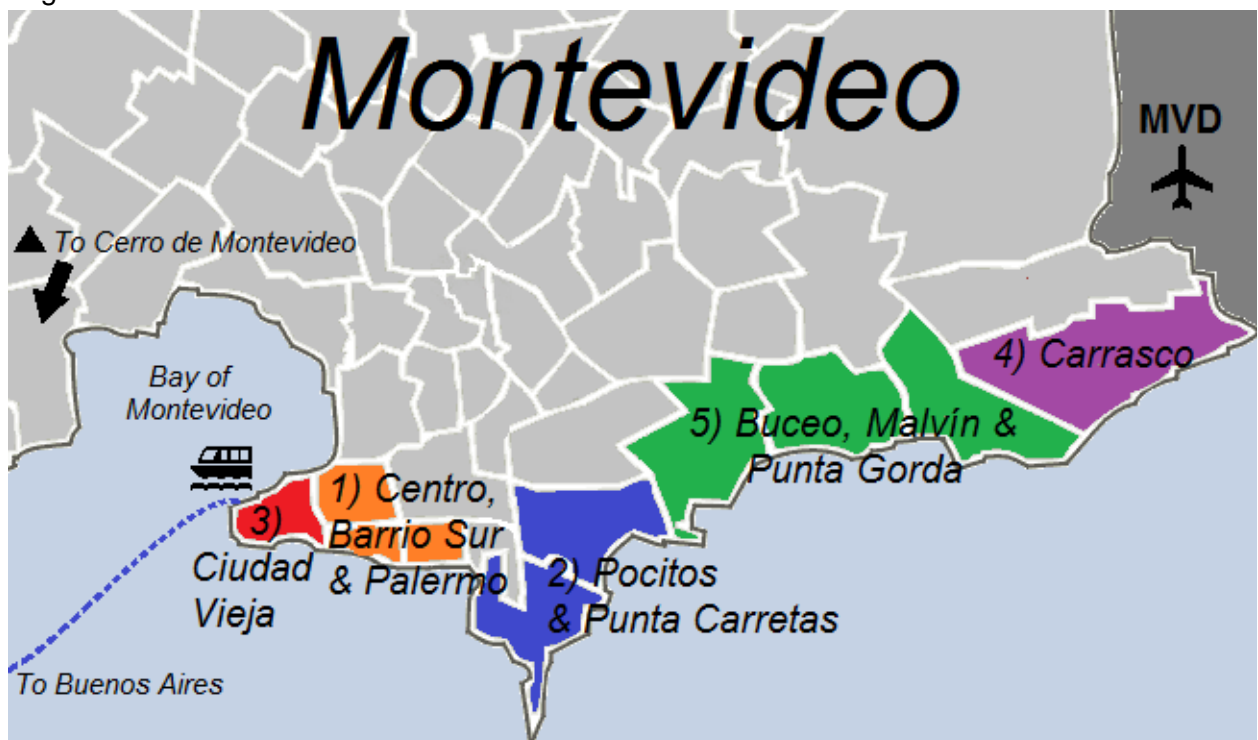 Montevideo
MVD
To Cerro de Montevideo
Bay of
Montevideo
4) Carrasco
5) Buceo, Malvín &
Punta Gorda
1) Centro,
Barrio Sur
& Palermo
3)
Ciudad
Vieja
2) Pocitos
& Punta Carretas
To Buenos Aires